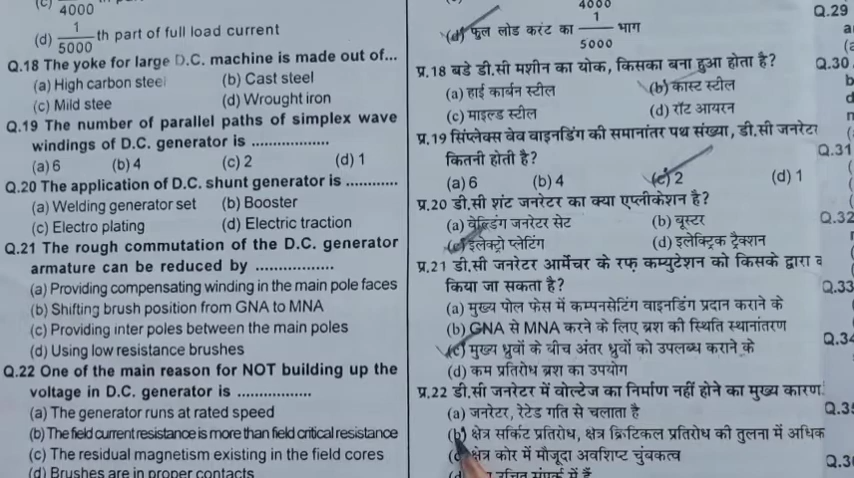 (c) 4000
(d) 1/5000 th part of full load current
Q.18 The yoke for large D.C. machine is made out of...
(a) High carbon steel
(b) Cast steel
(c) Mild stee
(d) Wrought iron
Q.19 The number of parallel paths of simplex wave
windings of D.C. generator is ...................
(a) 6 (b) 4 (c) 2 (d) 1
Q.20 The application of D.C. shunt generator is .............
(a) Welding generator set (b) Booster
(c) Electro plating (d) Electric traction
Q.21 The rough commutation of the D.C. generator
armature can be reduced by .................
(a) Providing compensating winding in the main pole faces
(b) Shifting brush position from GNA to MNA
(c) Providing inter poles between the main poles
(d) Using low resistance brushes
Q.22 One of the main reason for NOT building up the
voltage in D.C. generator is .................
(a) The generator runs at rated speed
(b) The field current resistance is more than field critical resistance
(c) The residual magnetism existing in the field cores
(d) Brushes are in proper contacts
4000
(d) फुल लोड करंट का 1/5000 भाग
प्र.18 बडे डी.सी मशीन का योक, किसका बना हुआ होता है?
(a) हाई कार्बन स्टील (b) कास्ट स्टील
(c) माइल्ड स्टील (d) रॉट आयरन
प्र.19 सिंप्लेक्स वेव वाइनडिंग की समानांतर पथ संख्या, डी.सी जनरेटर
कितनी होती है?
(a) 6 (b) 4 (c) 2 (d) 1
प्र.20 डी.सी शंट जनरेटर का क्या एप्लीकेशन है?
(a) वेल्डिंग जनरेटर सेट (b) बूस्टर
(c) इलेक्ट्रो प्लेटिंग (d) इलेक्ट्रिक ट्रैक्शन
प्र.21 डी.सी जनरेटर आर्मेचर के रफ़ कम्युटेशन को किसके द्वारा
किया जा सकता है?
(a) मुख्य पोल फेस में कम्पनसेटिंग वाइनडिंग प्रदान कराने के
(b) GNA से MNA करने के लिए ब्रश की स्थिति स्थानांतरण
(c) मुख्य ध्रुवों के बीच अंतर ध्रुवों को उपलब्ध कराने के
(d) कम प्रतिरोध ब्रश का उपयोग
प्र.22 डी.सी जनरेटर में वोल्टेज का निर्माण नहीं होने का मुख्य कारण
(a) जनरेटर, रेटेड गति से चलाता है
(b) क्षेत्र सर्किट प्रतिरोध, क्षेत्र क्रिटिकल प्रतिरोध की तुलना में अधिक
(c) क्षेत्र कोर में मौजूदा अवशिष्ट चुंबकत्व
(d) उचित संपर्क में हैं
Q.29
Q.30
Q.31
Q.32
Q.33
Q.34
Q.35
Q.3